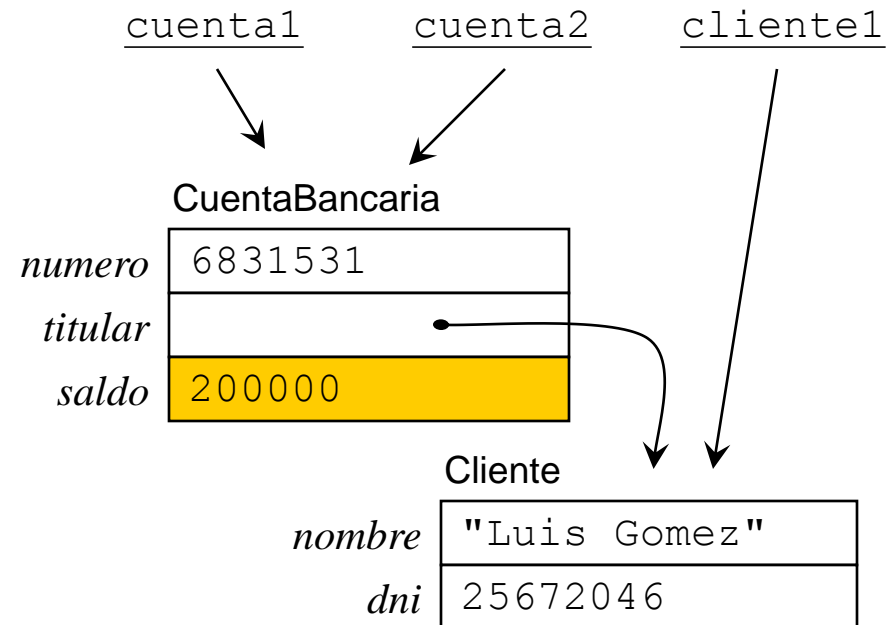 cuenta1 cuenta2 cliente1
CuentaBancaria
numero 6831531
titular
saldo 200000
Cliente
nombre "Luis Gomez"
dni 25672046